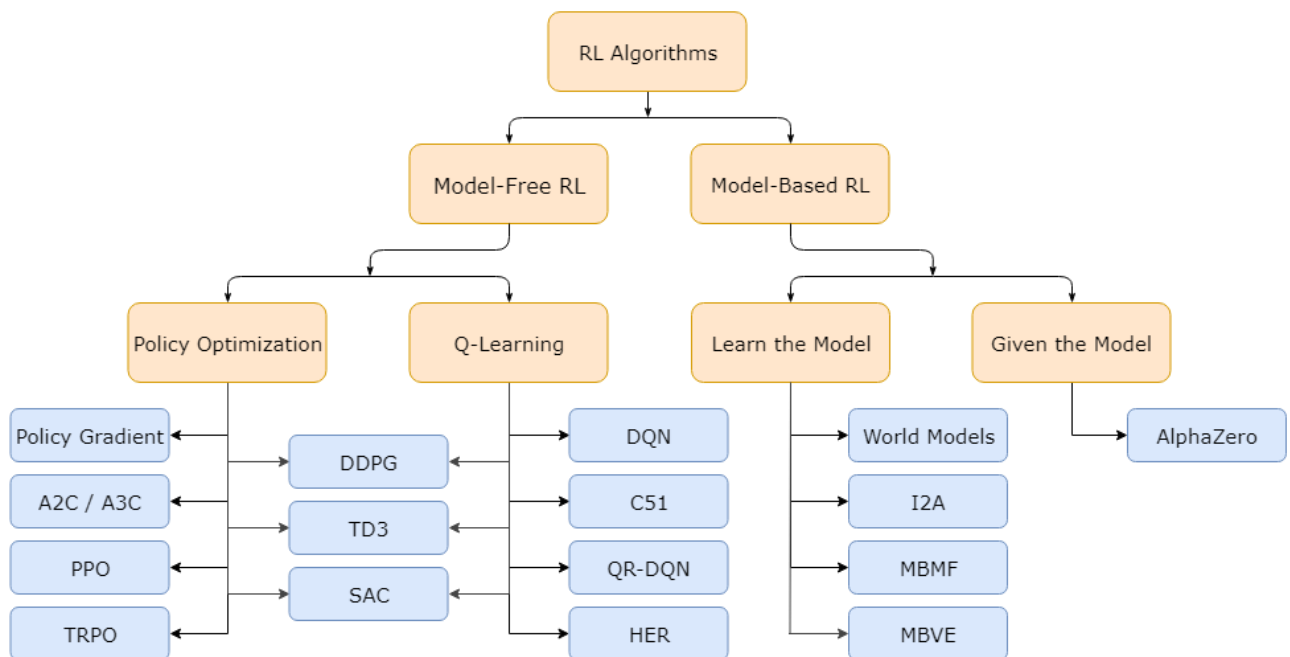 RL Algorithms
Model-Free RL
Model-Based RL
Policy Optimization
Q-Learning
Learn the Model
Given the Model
Policy Gradient
DQN
World Models
AlphaZero
DDPG
A2C / A3C
C51
I2A
TD3
PPO
QR-DQN
MBMF
SAC
TRPO
HER
MBVE